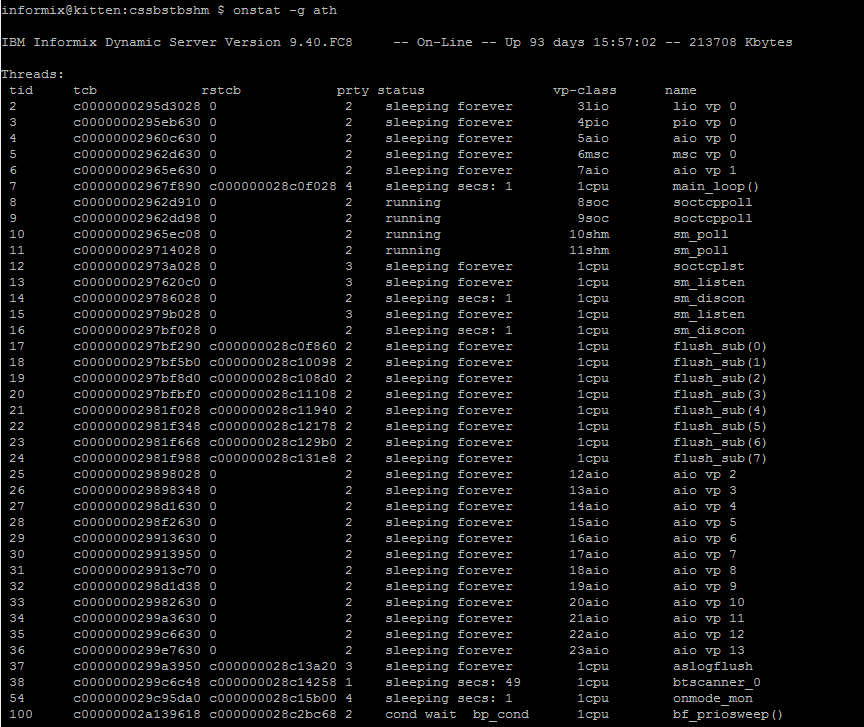 informix@kitten:cssbstbshm $ onstat -g ath
IBM Informix Dynamic Server Version 9.40.FC8     -- On-Line -- Up 93 days 15:57:02 -- 213708 Kbytes
Threads:
tid     tcb             rstcb            prty status                vp-class      name
2       c0000000295d3028 0                2    sleeping forever        3lio        lio vp 0
3       c0000000295eb630 0                2    sleeping forever        4pio        pio vp 0
4       c00000002960c630 0                2    sleeping forever        5aio        aio vp 0
5       c00000002962d630 0                2    sleeping forever        6msc        msc vp 0
6       c00000002965e630 0                2    sleeping forever        7aio        aio vp 1
7       c00000002967f890 c000000028c0f028 4    sleeping secs: 1        1cpu        main_loop()
8       c00000002962d910 0                2    running                 8soc        soctcppoll
9       c00000002962dd98 0                2    running                 9soc        soctcppoll
10      c00000002965ec08 0                2    running                10shm        sm_poll
11      c000000029714028 0                2    running                11shm        sm_poll
12      c00000002973a028 0                3    sleeping forever        1cpu        soctcplst
13      c0000000297620c0 0                3    sleeping forever        1cpu        sm_listen
14      c000000029786028 0                2    sleeping secs: 1        1cpu        sm_discon
15      c00000002979b028 0                3    sleeping forever        1cpu        sm_listen
16      c0000000297bf028 0                2    sleeping secs: 1        1cpu        sm_discon
17      c0000000297bf290 c000000028c0f860 2    sleeping forever        1cpu        flush_sub(0)
18      c0000000297bf5b0 c000000028c10098 2    sleeping forever        1cpu        flush_sub(1)
19      c0000000297bf8d0 c000000028c108d0 2    sleeping forever        1cpu        flush_sub(2)
20      c0000000297bfbf0 c000000028c11108 2    sleeping forever        1cpu        flush_sub(3)
21      c00000002981f028 c000000028c11940 2    sleeping forever        1cpu        flush_sub(4)
22      c00000002981f348 c000000028c12178 2    sleeping forever        1cpu        flush_sub(5)
23      c00000002981f668 c000000028c129b0 2    sleeping forever        1cpu        flush_sub(6)
24      c00000002981f988 c000000028c131e8 2    sleeping forever        1cpu        flush_sub(7)
25      c000000029898028 0                2    sleeping forever       12aio        aio vp 2
26      c000000029898348 0                2    sleeping forever       13aio        aio vp 3
27      c0000000298d1630 0                2    sleeping forever       14aio        aio vp 4
28      c0000000298f2630 0                2    sleeping forever       15aio        aio vp 5
29      c000000029913630 0                2    sleeping forever       16aio        aio vp 6
30      c000000029913950 0                2    sleeping forever       17aio        aio vp 7
31      c000000029913c70 0                2    sleeping forever       18aio        aio vp 8
32      c0000000298d1d38 0                2    sleeping forever       19aio        aio vp 9
33      c000000029982630 0                2    sleeping forever       20aio        aio vp 10
34      c0000000299a3630 0                2    sleeping forever       21aio        aio vp 11
35      c0000000299c6630 0                2    sleeping forever       22aio        aio vp 12
36      c0000000299e7630 0                2    sleeping forever       23aio        aio vp 13
37      c0000000299a3950 c000000028c13a20 3    sleeping forever        1cpu        aslogflush
38      c0000000299c6c48 c000000028c14258 1    sleeping secs: 49       1cpu        btscanner_0
54      c000000029c95da0 c000000028c15b00 4    sleeping secs: 1        1cpu        onmode_mon
100     c00000002a139618 c000000028c2bc68 2    cond wait  bp_cond      1cpu        bf_priosweep()